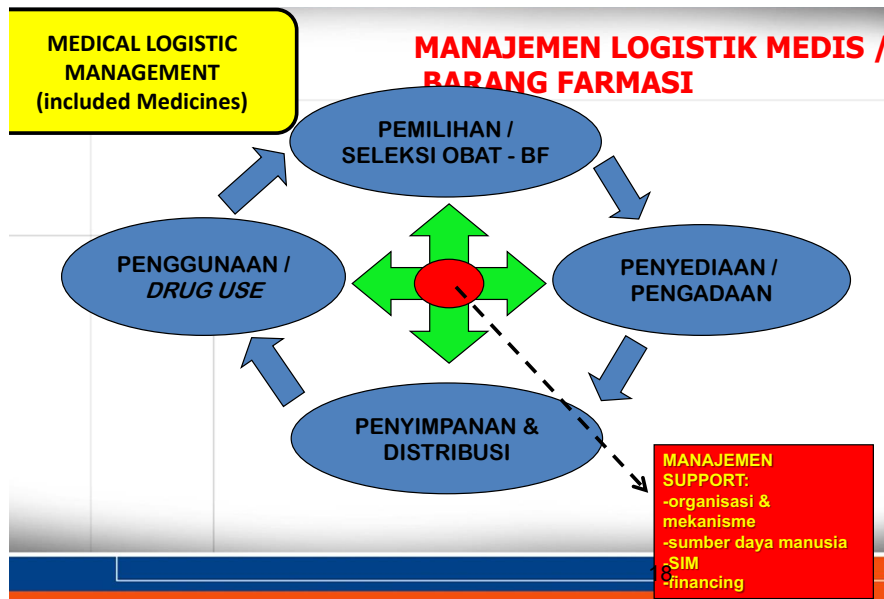 MEDICAL LOGISTIC
MANAGEMENT
(included Medicines)
MANAJEMEN LOGISTIK MEDIS /
BARANG FARMASI
PEMILIHAN /
SELEKSI OBAT - BF
PENGGUNAAN /
DRUG USE
PENYEDIAAN /
PENGADAAN
PENYIMPANAN &
DISTRIBUSI
MANAJEMEN
SUPPORT:
-organisasi &
mekanisme
-sumber daya manusia
-SIM
-financing
18